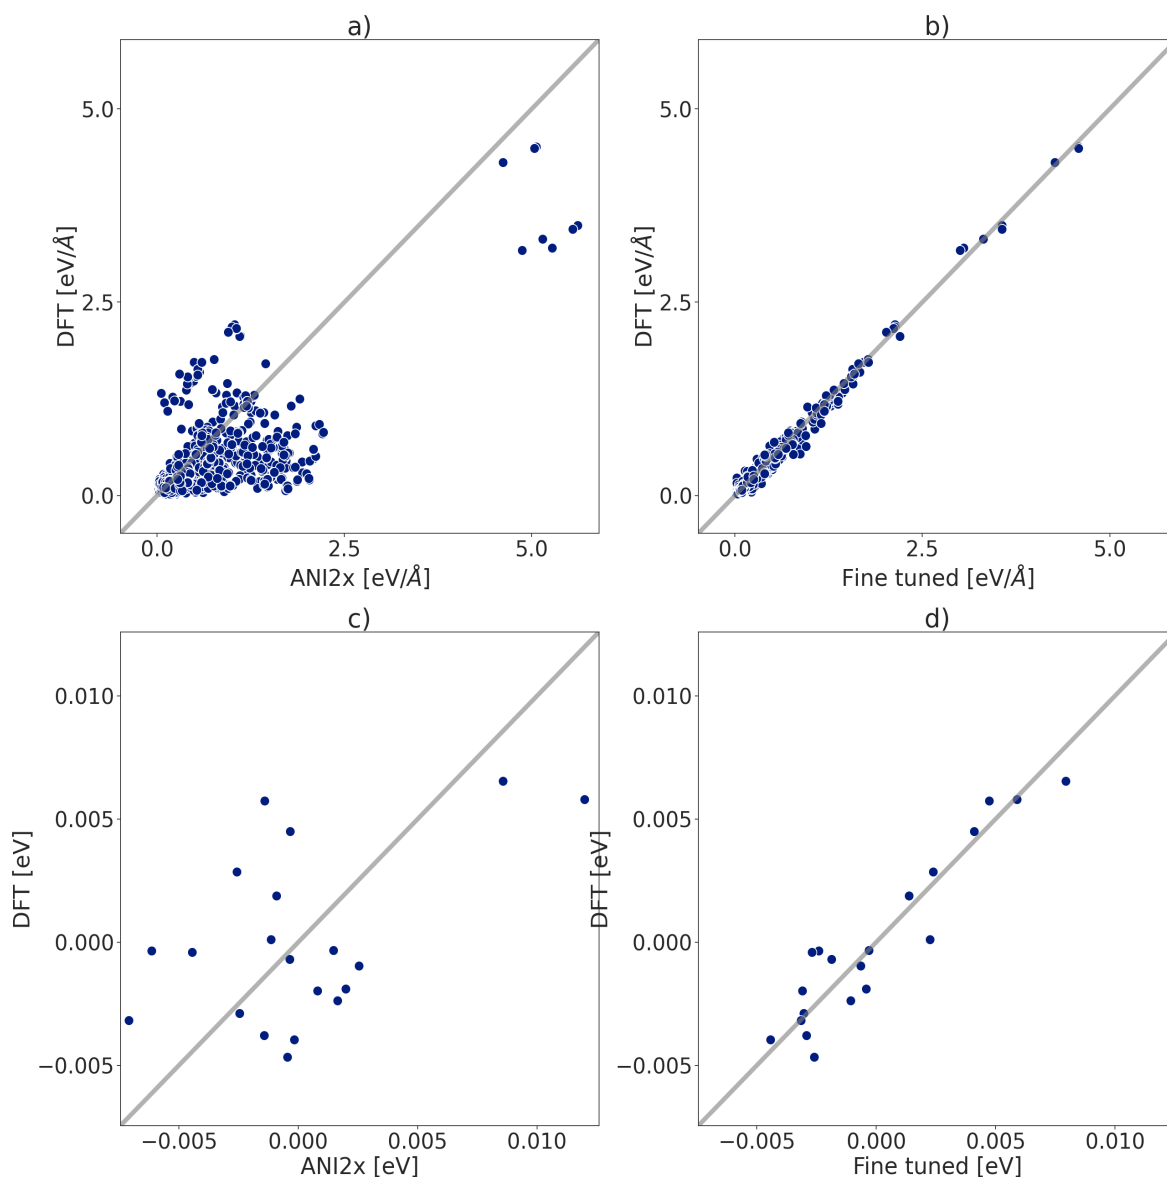 a)
DFT [eV/Å]
5.0
2.5
0.0
0.0 2.5 5.0
ANI2x [eV/Å]
b)
DFT [eV/Å]
5.0
2.5
0.0
0.0 2.5 5.0
Fine tuned [eV/Å]
c)
DFT [eV]
0.010
0.005
0.000
−0.005
−0.005 0.000 0.005 0.010
ANI2x [eV]
d)
DFT [eV]
0.010
0.005
0.000
−0.005
−0.005 0.000 0.005 0.010
Fine tuned [eV]